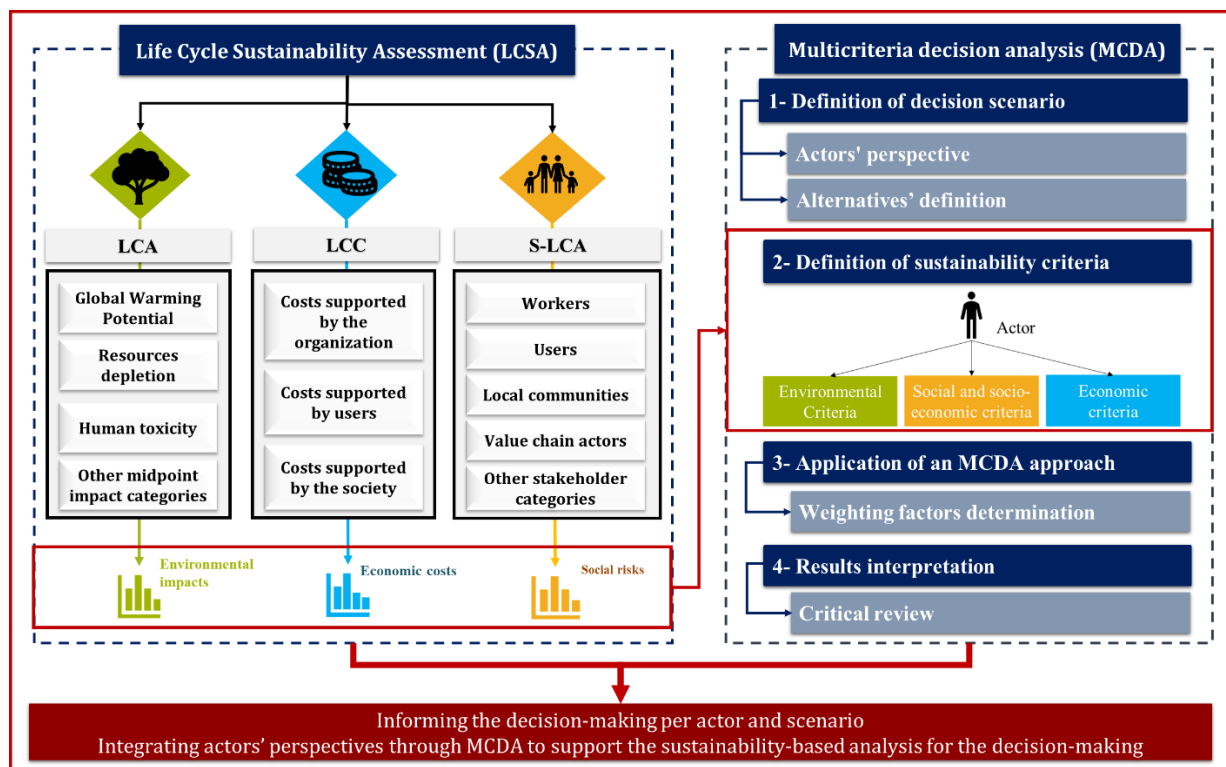 Life Cycle Sustainability Assessment (LCSA)
LCA
Global Warming
Potential
Resources
depletion
Human toxicity
Other midpoint
impact categories
Environmental
impacts
LCC
Costs supported
by the
organization
Costs supported
by users
Costs supported
by the society
Economic costs
S-LCA
Workers
Users
Local communities
Value chain actors
Other stakeholder
categories
Social risks
Multicriteria decision analysis (MCDA)
1- Definition of decision scenario
Actors' perspective
Alternatives’ definition
2- Definition of sustainability criteria
Actor
Environmental
Criteria
Social and socio-
economic criteria
Economic
criteria
3- Application of an MCDA approach
Weighting factors determination
4- Results interpretation
Critical review
Informing the decision-making per actor and scenario
Integrating actors’ perspectives through MCDA to support the sustainability-based analysis for the decision-making